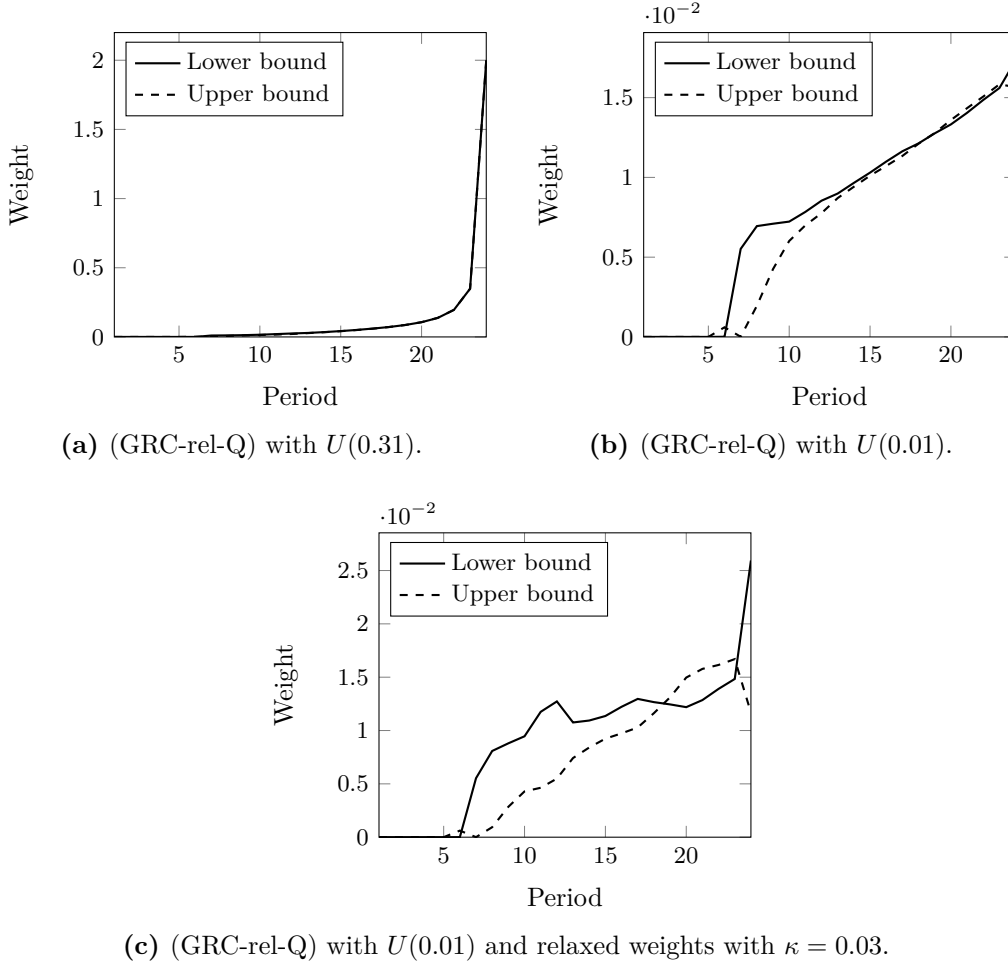 Lower bound
Upper bound
2
1.5
1
0.5
0
5
10
15
20
Weight
Period
(a) (GRC-rel-Q) with U(0.31).
·10−2
Lower bound
Upper bound
1.5
1
0.5
0
5
10
15
20
Weight
Period
(b) (GRC-rel-Q) with U(0.01).
·10−2
Lower bound
Upper bound
2.5
2
1.5
1
0.5
0
5
10
15
20
Weight
Period
(c) (GRC-rel-Q) with U(0.01) and relaxed weights with κ = 0.03.